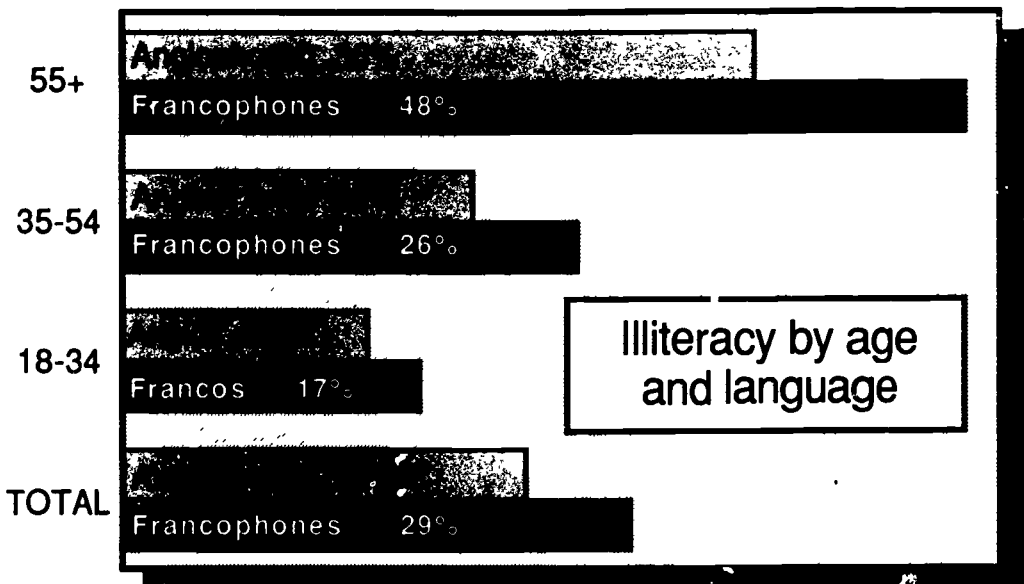 55+
Francophones 48%
35-54
Francophones 26%
18-34
Francos 17%
TOTAL
Francophones 29%
Illiteracy by age
and language